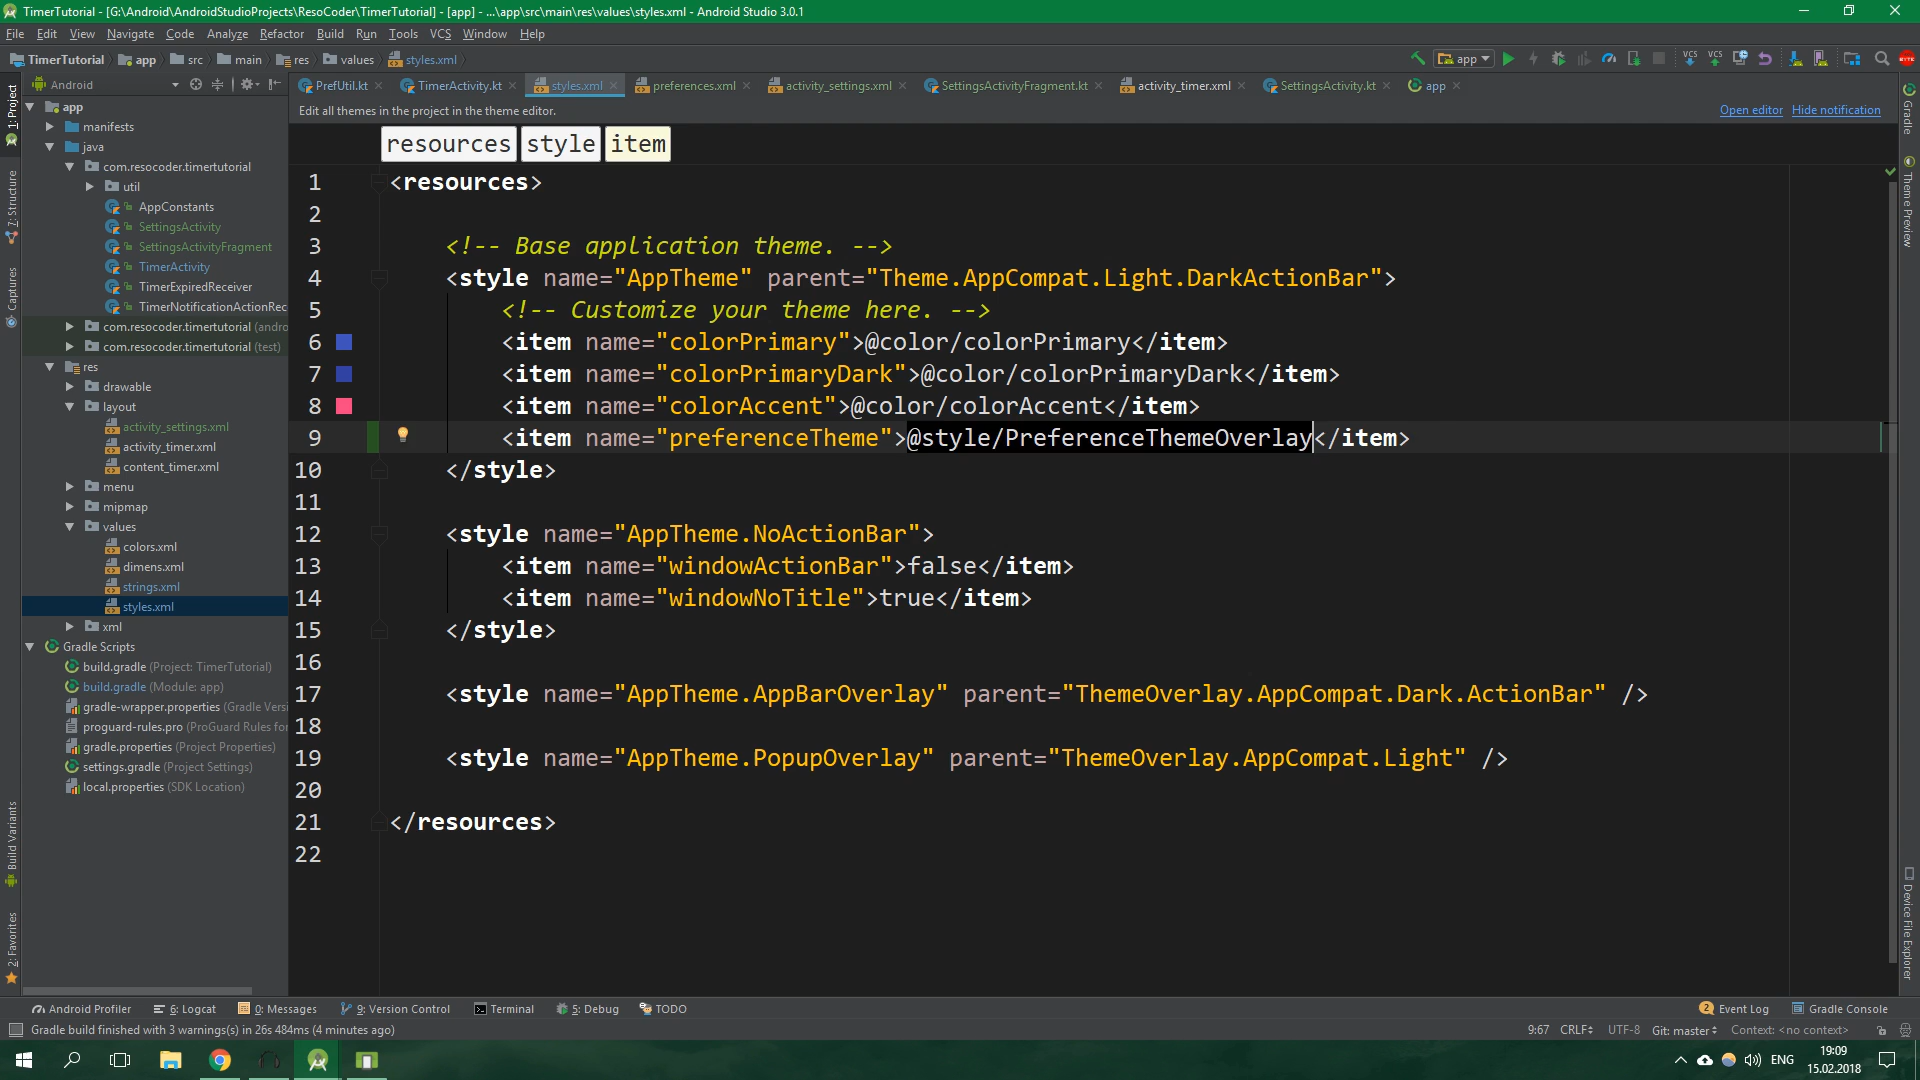 TimerTutorial - [G:\Android\AndroidStudioProjects\ResoCoder\TimerTutorial] - [app] - ...\app\src\main\res\values\styles.xml - Android Studio 3.0.1
File Edit View Navigate Code Analyze Refactor Build Run Tools VCS Window Help
TimerTutorial app src main res values styles.xml app
Android PrefUtil.kt TimerActivity.kt styles.xml preferences.xml activity_settings.xml SettingsActivityFragment.kt activity_timer.xml SettingsActivity.kt app
Edit all themes in the project in the theme editor. Open editor Hide notification
resources style item
1 <resources>
2
3 <!-- Base application theme. -->
4 <style name="AppTheme" parent="Theme.AppCompat.Light.DarkActionBar">
5 <!-- Customize your theme here. -->
6 <item name="colorPrimary">@color/colorPrimary</item>
7 <item name="colorPrimaryDark">@color/colorPrimaryDark</item>
8 <item name="colorAccent">@color/colorAccent</item>
9 <item name="preferenceTheme">@style/PreferenceThemeOverlay</item>
10 </style>
11
12 <style name="AppTheme.NoActionBar">
13 <item name="windowActionBar">false</item>
14 <item name="windowNoTitle">true</item>
15 </style>
16
17 <style name="AppTheme.AppBarOverlay" parent="ThemeOverlay.AppCompat.Dark.ActionBar" />
18
19 <style name="AppTheme.PopupOverlay" parent="ThemeOverlay.AppCompat.Light" />
20
21 </resources>
22
app
manifests
java
com.resocoder.timertutorial
util
AppConstants
SettingsActivity
SettingsActivityFragment
TimerActivity
TimerExpiredReceiver
TimerNotificationActionRec
com.resocoder.timertutorial (andro
com.resocoder.timertutorial (test)
res
drawable
layout
activity_settings.xml
activity_timer.xml
content_timer.xml
menu
mipmap
values
colors.xml
dimens.xml
strings.xml
styles.xml
xml
Gradle Scripts
build.gradle (Project: TimerTutorial)
build.gradle (Module: app)
gradle-wrapper.properties (Gradle Versi
proguard-rules.pro (ProGuard Rules for
gradle.properties (Project Properties)
settings.gradle (Project Settings)
local.properties (SDK Location)
1: Project
7: Structure
Captures
Build Variants
2: Favorites
Gradle
Theme Preview
Device File Explorer
Android Profiler 6: Logcat 0: Messages 9: Version Control Terminal 5: Debug TODO 2 Event Log Gradle Console
Gradle build finished with 3 warnings(s) in 26s 484ms (4 minutes ago) 9:67 CRLF UTF-8 Git: master Context: <no context>
ENG 19:09
15.02.2018